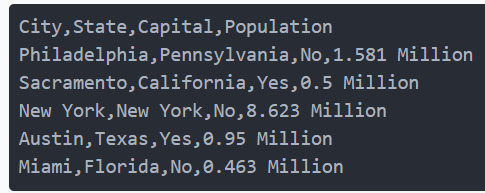 City,State,Capital,Population
Philadelphia,Pennsylvania,No,1.581 Million
Sacramento,California,Yes,0.5 Million
New York,New York,No,8.623 Million
Austin,Texas,Yes,0.95 Million
Miami,Florida,No,0.463 Million